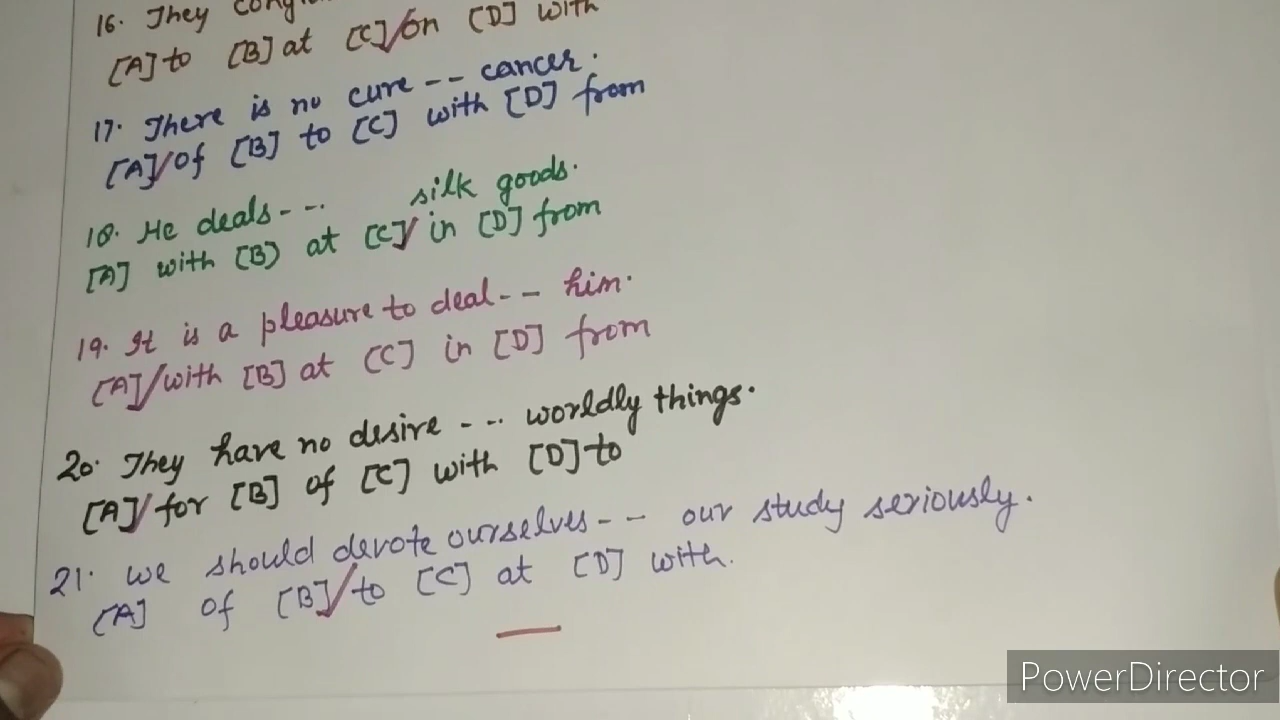 16. They
[A] to [B] at [C] on [D] with
17. There is no cure -- cancer.
[A] of [B] to [C] with [D] from
18. He deals--.. silk goods.
[A] with [B) at [C] in [D] from
19. It is a pleasure to deal-- him.
[A] with [B] at [C] in [D] from
20. They have no desire --.. worldly things.
[A] for [B] of [C] with [D] to
21. we should devote ourselves-- our study seriously.
[A] of [B] to [C] at [D] with.
PowerDirector